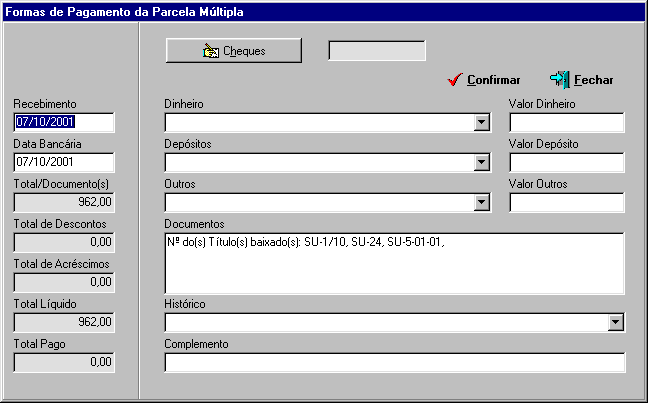 Formas de Pagamento da Parcela Múltipla
Cheques
Confirmar
Fechar
Recebimento
07/10/2001
Data Bancária
07/10/2001
Total/Documento(s)
962,00
Total de Descontos
0,00
Total de Acréscimos
0,00
Total Líquido
962,00
Total Pago
0,00
Dinheiro
Valor Dinheiro
Depósitos
Valor Depósito
Outros
Valor Outros
Documentos
Nº do(s) Título(s) baixado(s): SU-1/10, SU-24, SU-5-01-01,
Histórico
Complemento